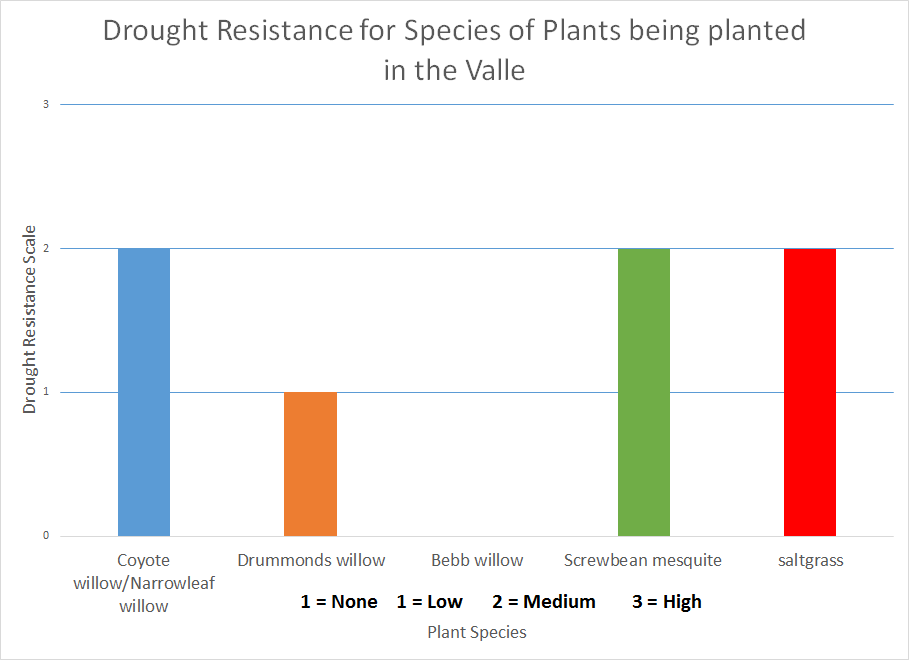 Drought Resistance for Species of Plants being planted
in the Valle
3
2
1
0
Drought Resistance Scale
Coyote
willow/Narrowleaf
willow
Drummonds willow
Bebb willow
Screwbean mesquite
saltgrass
1 = None 1 = Low 2 = Medium 3 = High
Plant Species